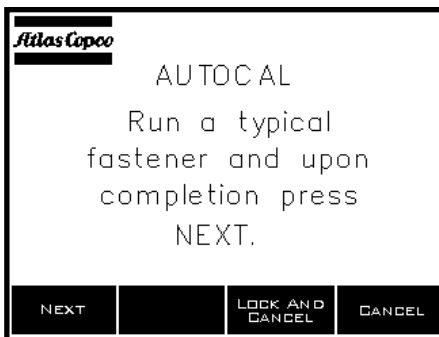 Atlas Copco
AUTOCAL
Run a typical
fastener and upon
completion press
NEXT.
NEXT
LOCK AND
CANCEL
CANCEL